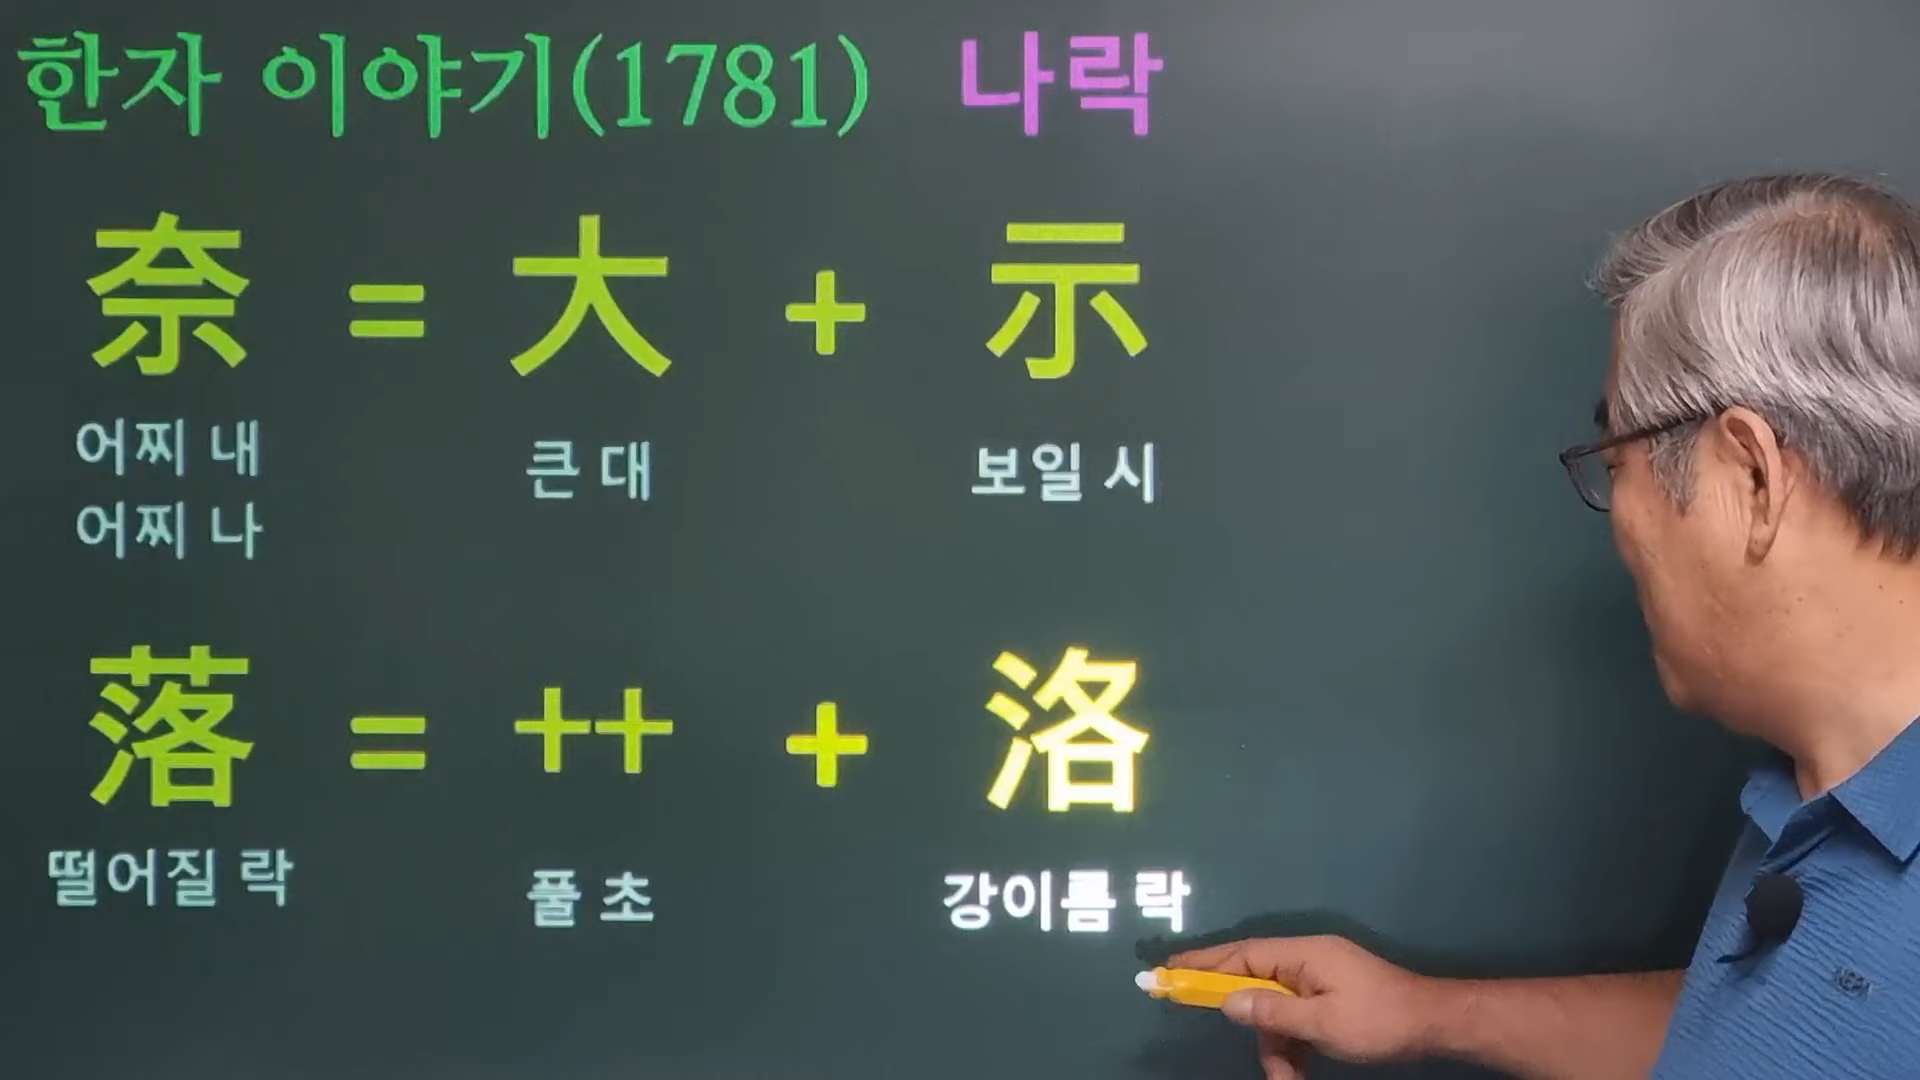 한자 이야기(1781) 나락
奈 = 大 + 示
어찌 내 큰 대 보일 시
어찌 나
落 = ++ + 洛
떨어질 락 풀 초 강이름 락